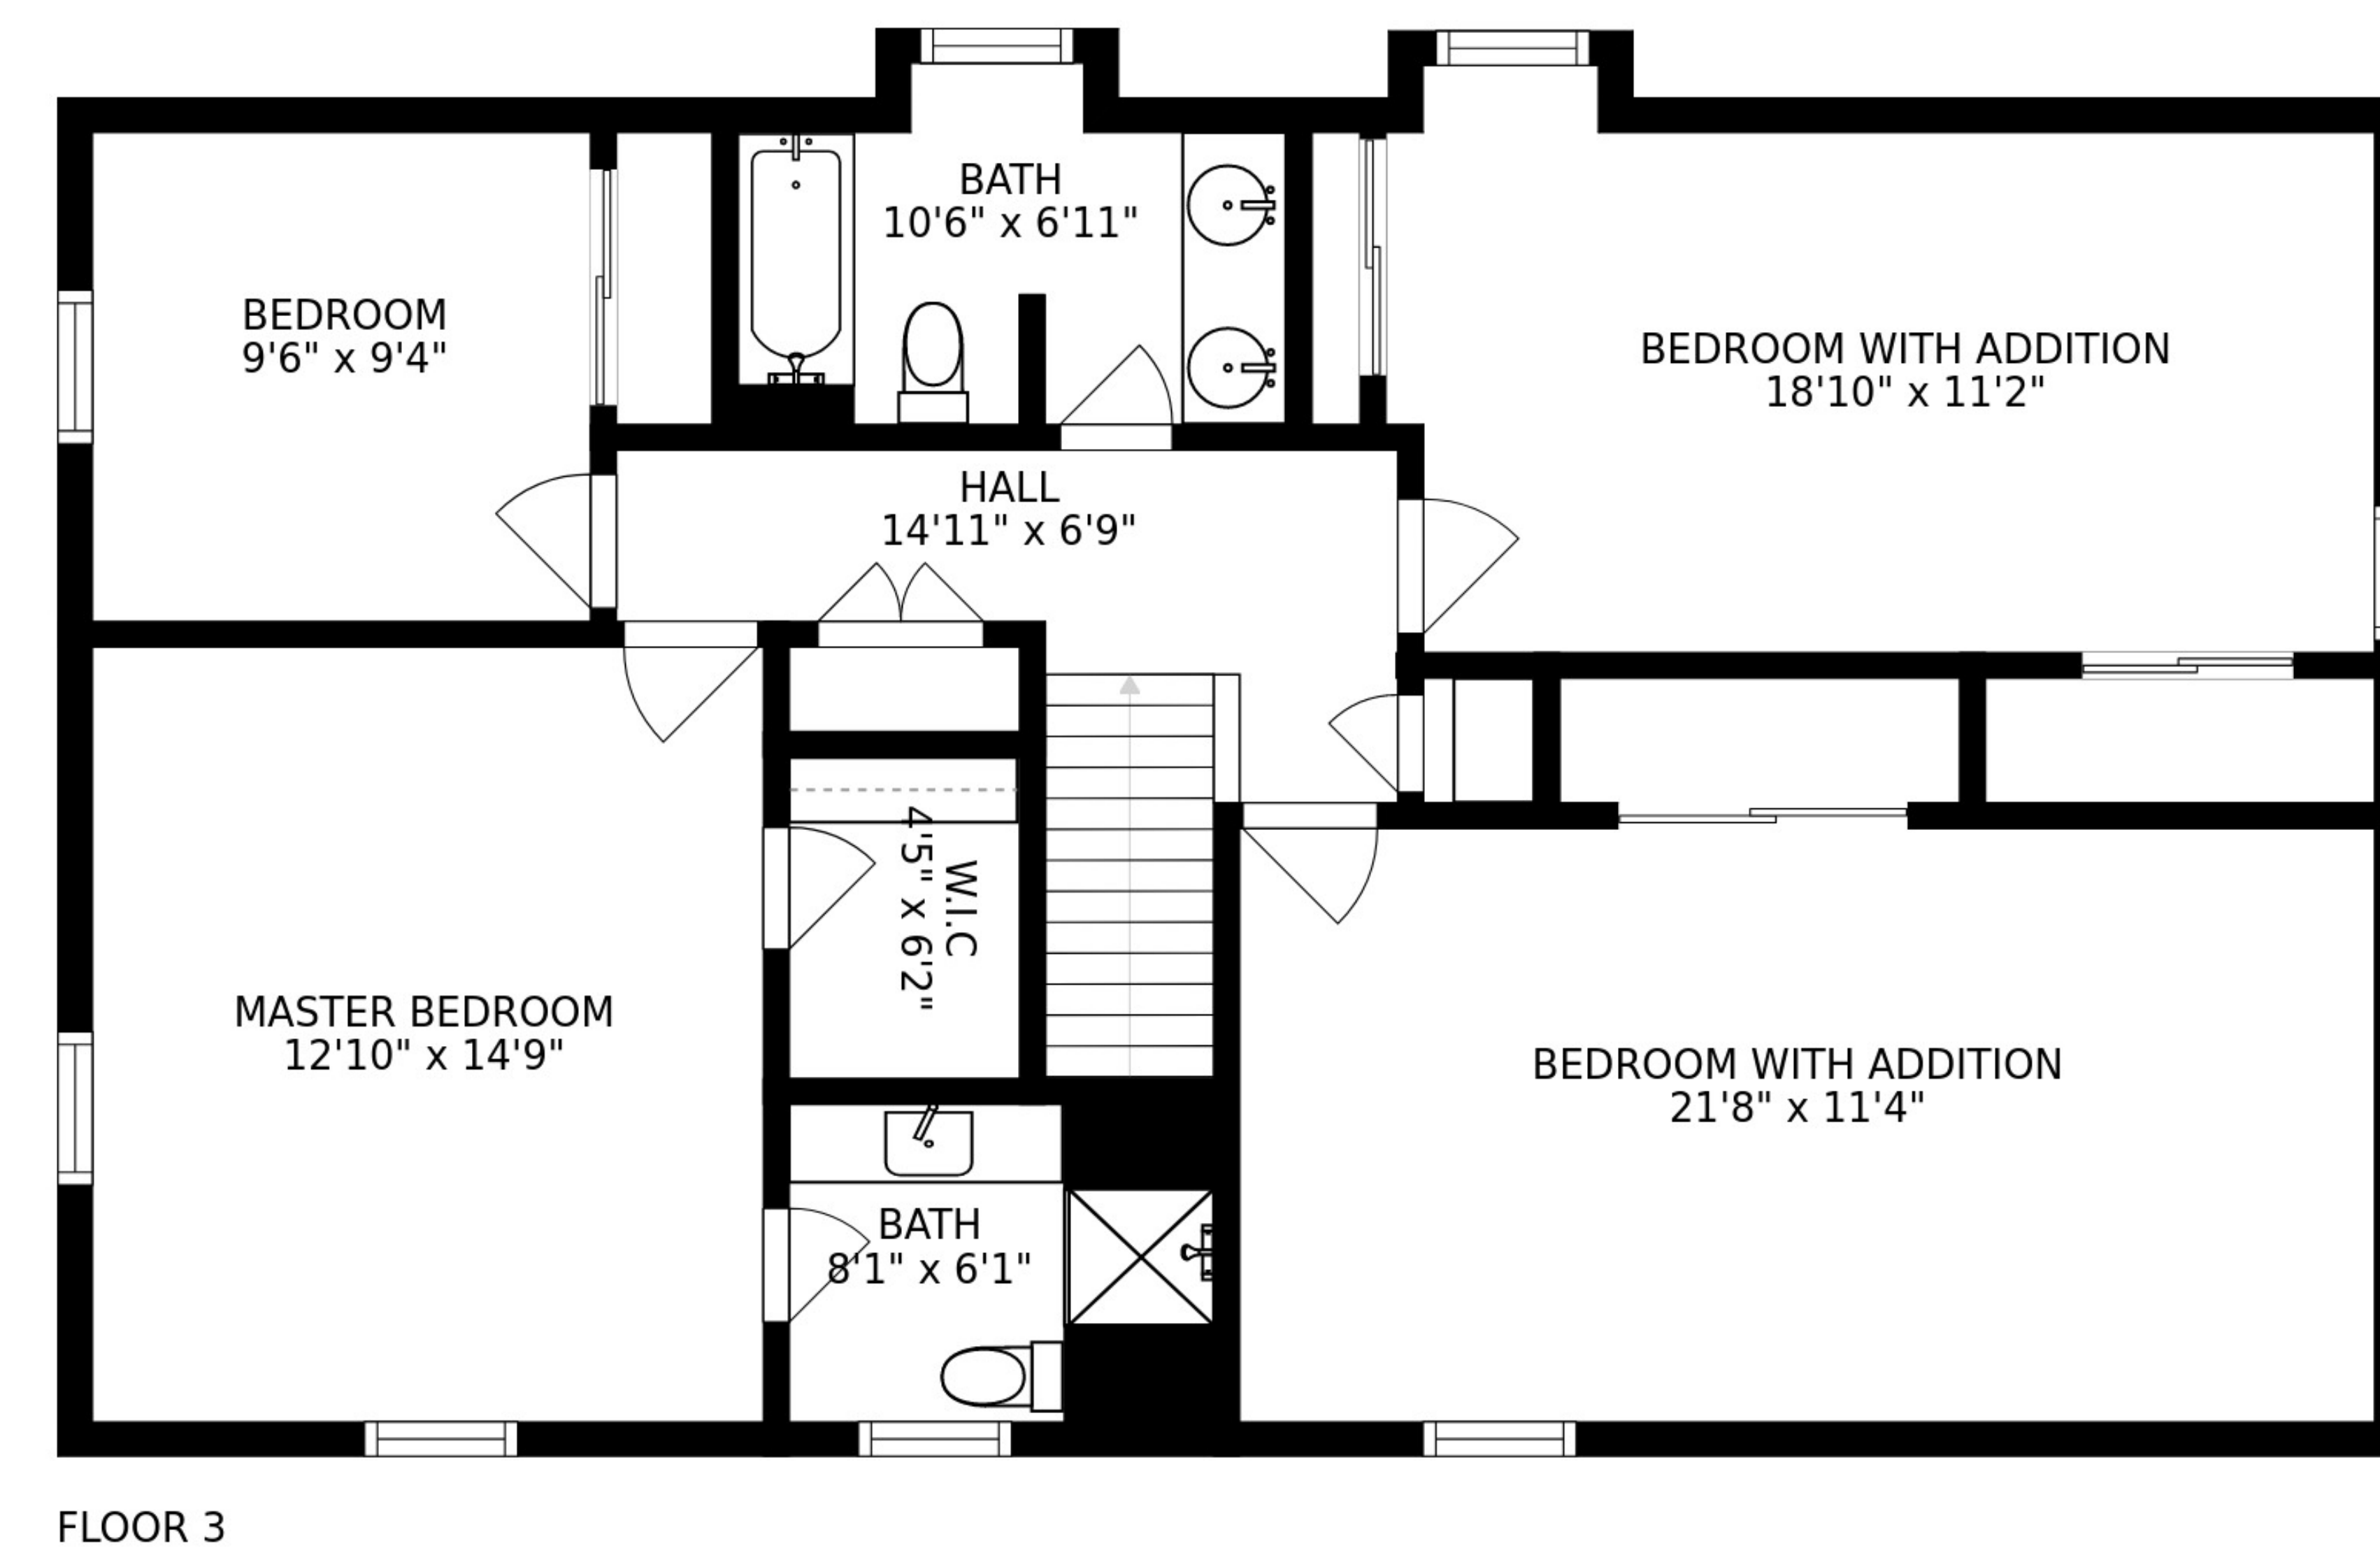 BATH
10'6" x 6'11"
BEDROOM
9'6" x 9'4"
BEDROOM WITH ADDITION
18'10" x 11'2"
HALL
14'11" x 6'9"
W.I.C
4'5" x 6'2"
MASTER BEDROOM
12'10" x 14'9"
BEDROOM WITH ADDITION
21'8" x 11'4"
BATH
8'1" x 6'1"
FLOOR 3